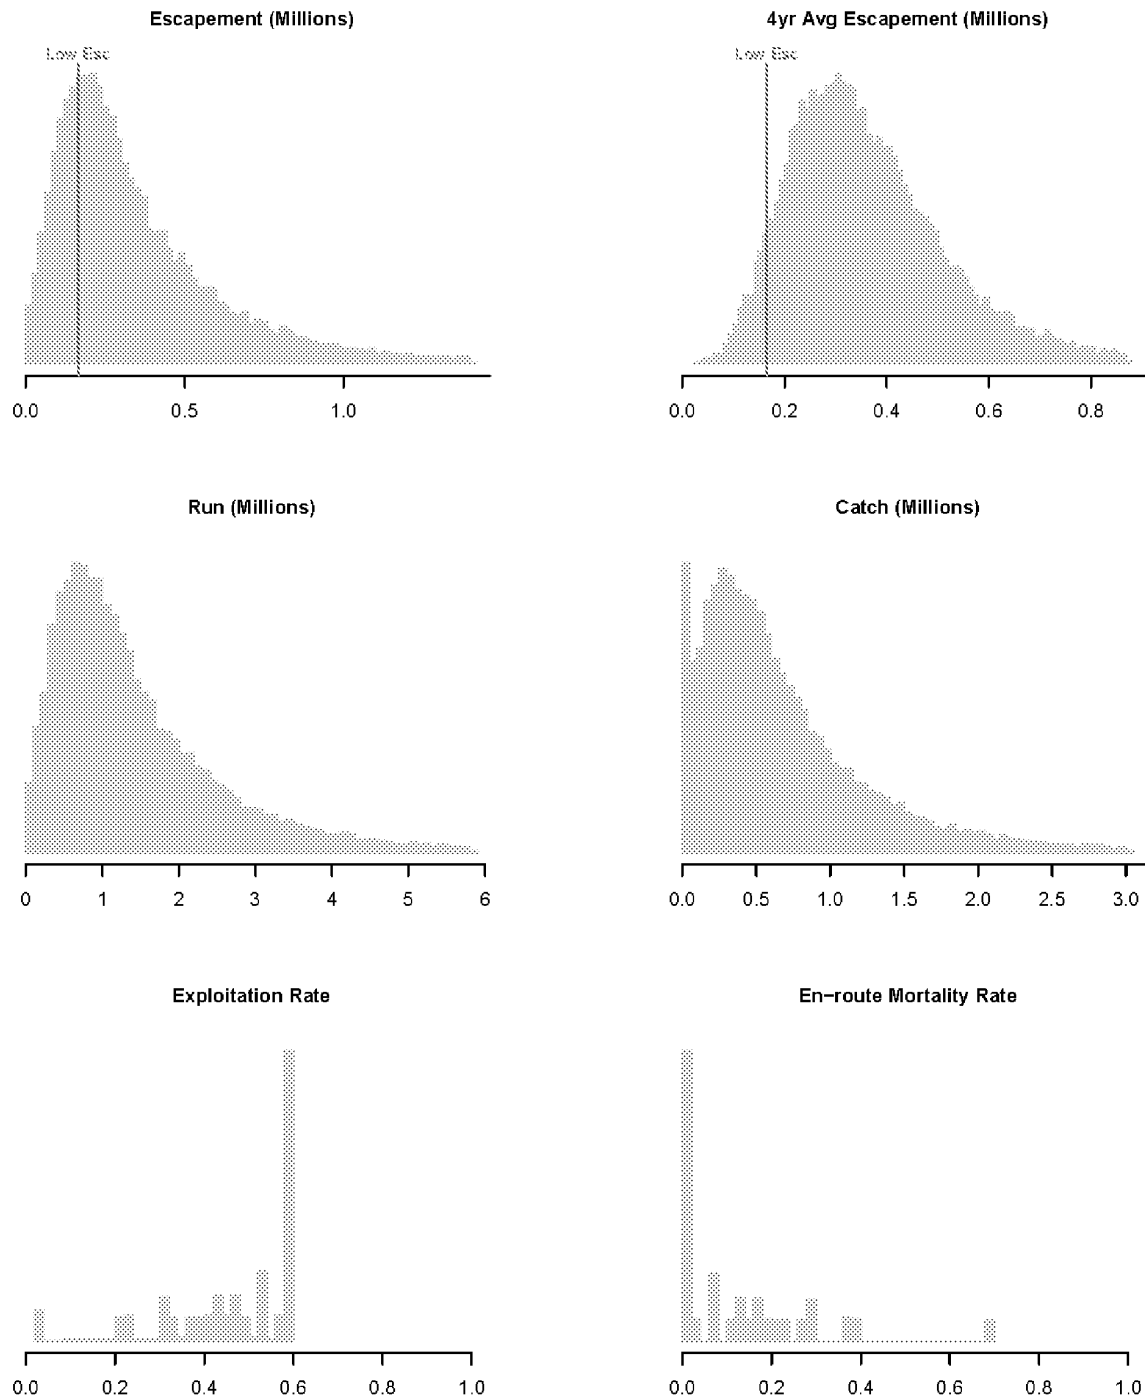 Escapement (Millions)
4yr Avg Escapement (Millions)
Low Esc
Low Esc
0.0 0.5 1.0
0.0 0.2 0.4 0.6 0.8
Run (Millions)
Catch (Millions)
0 1 2 3 4 5 6
0.0 0.5 1.0 1.5 2.0 2.5 3.0
Exploitation Rate
En−route Mortality Rate
0.0 0.2 0.4 0.6 0.8 1.0
0.0 0.2 0.4 0.6 0.8 1.0